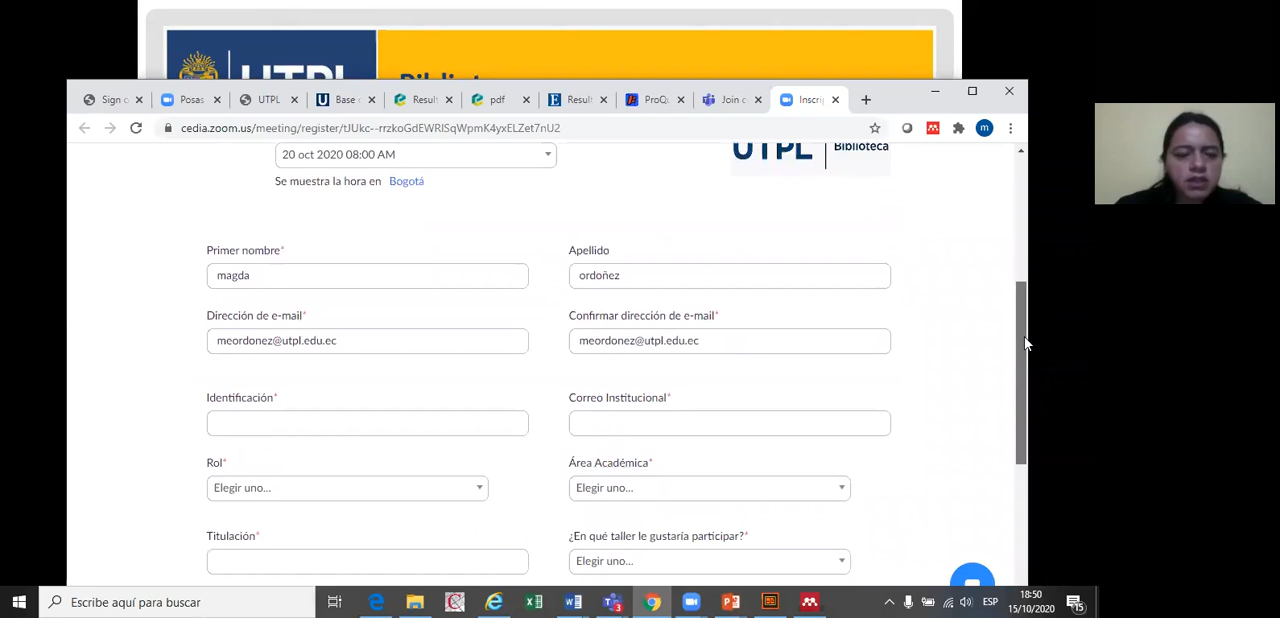 UTPL
Sign
Posas
UTPL
Base
Result
pdf
Result
ProQu
Join c
Inscri
cedia.zoom.us/meeting/register/tJUkc--rrzkoGdEWRlSqWpmK4yxELZet7nU2
m
20 oct 2020 08:00 AM
UTPL Biblioteca
Se muestra la hora en Bogotá
Primer nombre* Apellido
magda ordoñez
Dirección de e-mail* Confirmar dirección de e-mail*
meordonez@utpl.edu.ec meordonez@utpl.edu.ec
Identificación* Correo Institucional*
Rol* Área Académica*
Elegir uno... Elegir uno...
Titulación* ¿En qué taller le gustaría participar?*
Elegir uno...
Escribe aquí para buscar
ESP
18:50
15/10/2020
15